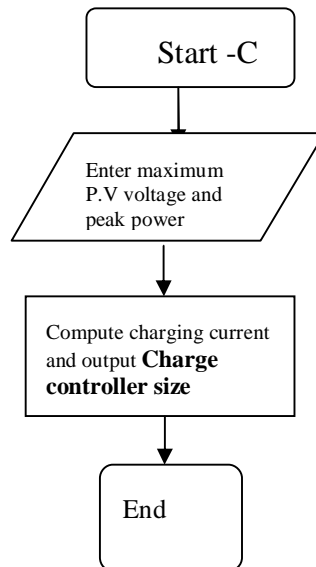 Start -C
Enter maximum
P.V voltage and
peak power
Compute charging current
and output Charge
controller size
End